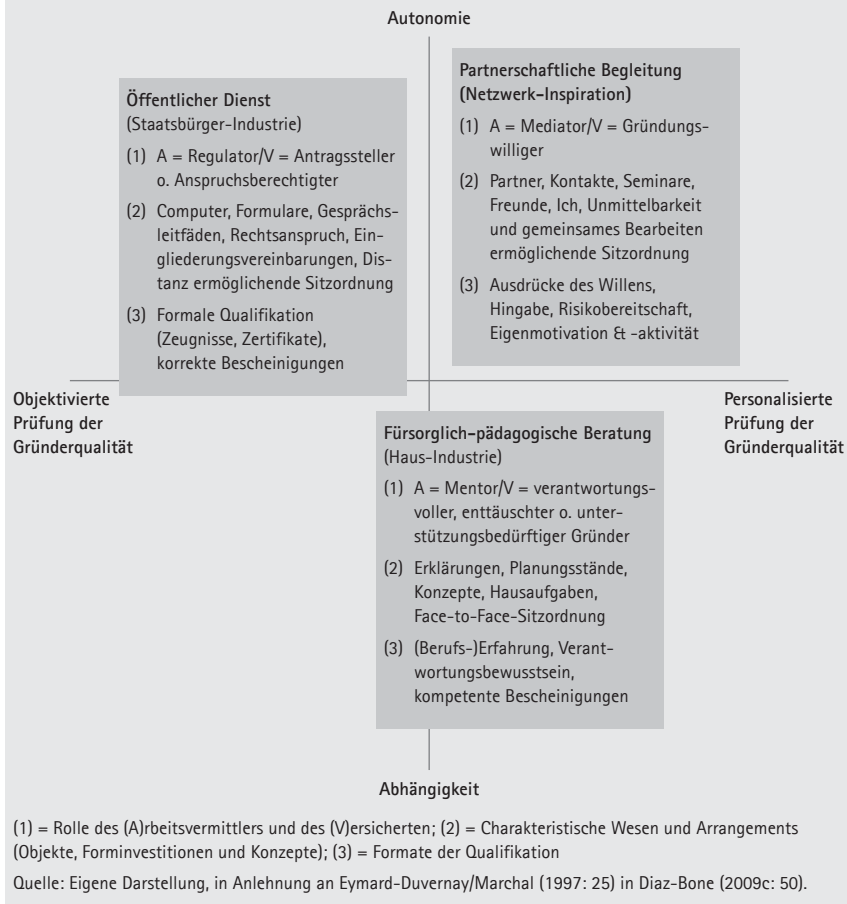 Autonomie
Öffentlicher Dienst
(Staatsbürger-Industrie)
(1) A = Regulator/V = Antragssteller
o. Anspruchsberechtigter
(2) Computer, Formulare, Gesprächs-
leitfäden, Rechtsanspruch, Ein-
gliederungsvereinbarungen, Dis-
tanz ermöglichende Sitzordnung
(3) Formale Qualifikation
(Zeugnisse, Zertifikate),
korrekte Bescheinigungen
Partnerschaftliche Begleitung
(Netzwerk-Inspiration)
(1) A = Mediator/V = Gründungs-
williger
(2) Partner, Kontakte, Seminare,
Freunde, Ich, Unmittelbarkeit
und gemeinsames Bearbeiten
ermöglichende Sitzordnung
(3) Ausdrücke des Willens,
Hingabe, Risikobereitschaft,
Eigenmotivation & -aktivität
Objektivierte
Prüfung der
Gründerqualität
Personalisierte
Prüfung der
Gründerqualität
Fürsorglich-pädagogische Beratung
(Haus-Industrie)
(1) A = Mentor/V = verantwortungs-
voller, enttäuschter o. unter-
stützungsbedürftiger Gründer
(2) Erklärungen, Planungsstände,
Konzepte, Hausaufgaben,
Face-to-Face-Sitzordnung
(3) (Berufs-)Erfahrung, Verant-
wortungsbewusstsein,
kompetente Bescheinigungen
Abhängigkeit
(1) = Rolle des (A)rbeitsvermittlers und des (V)ersicherten; (2) = Charakteristische Wesen und Arrangements
(Objekte, Forminvestitionen und Konzepte); (3) = Formate der Qualifikation
Quelle: Eigene Darstellung, in Anlehnung an Eymard-Duvernay/Marchal (1997: 25) in Diaz-Bone (2009c: 50).